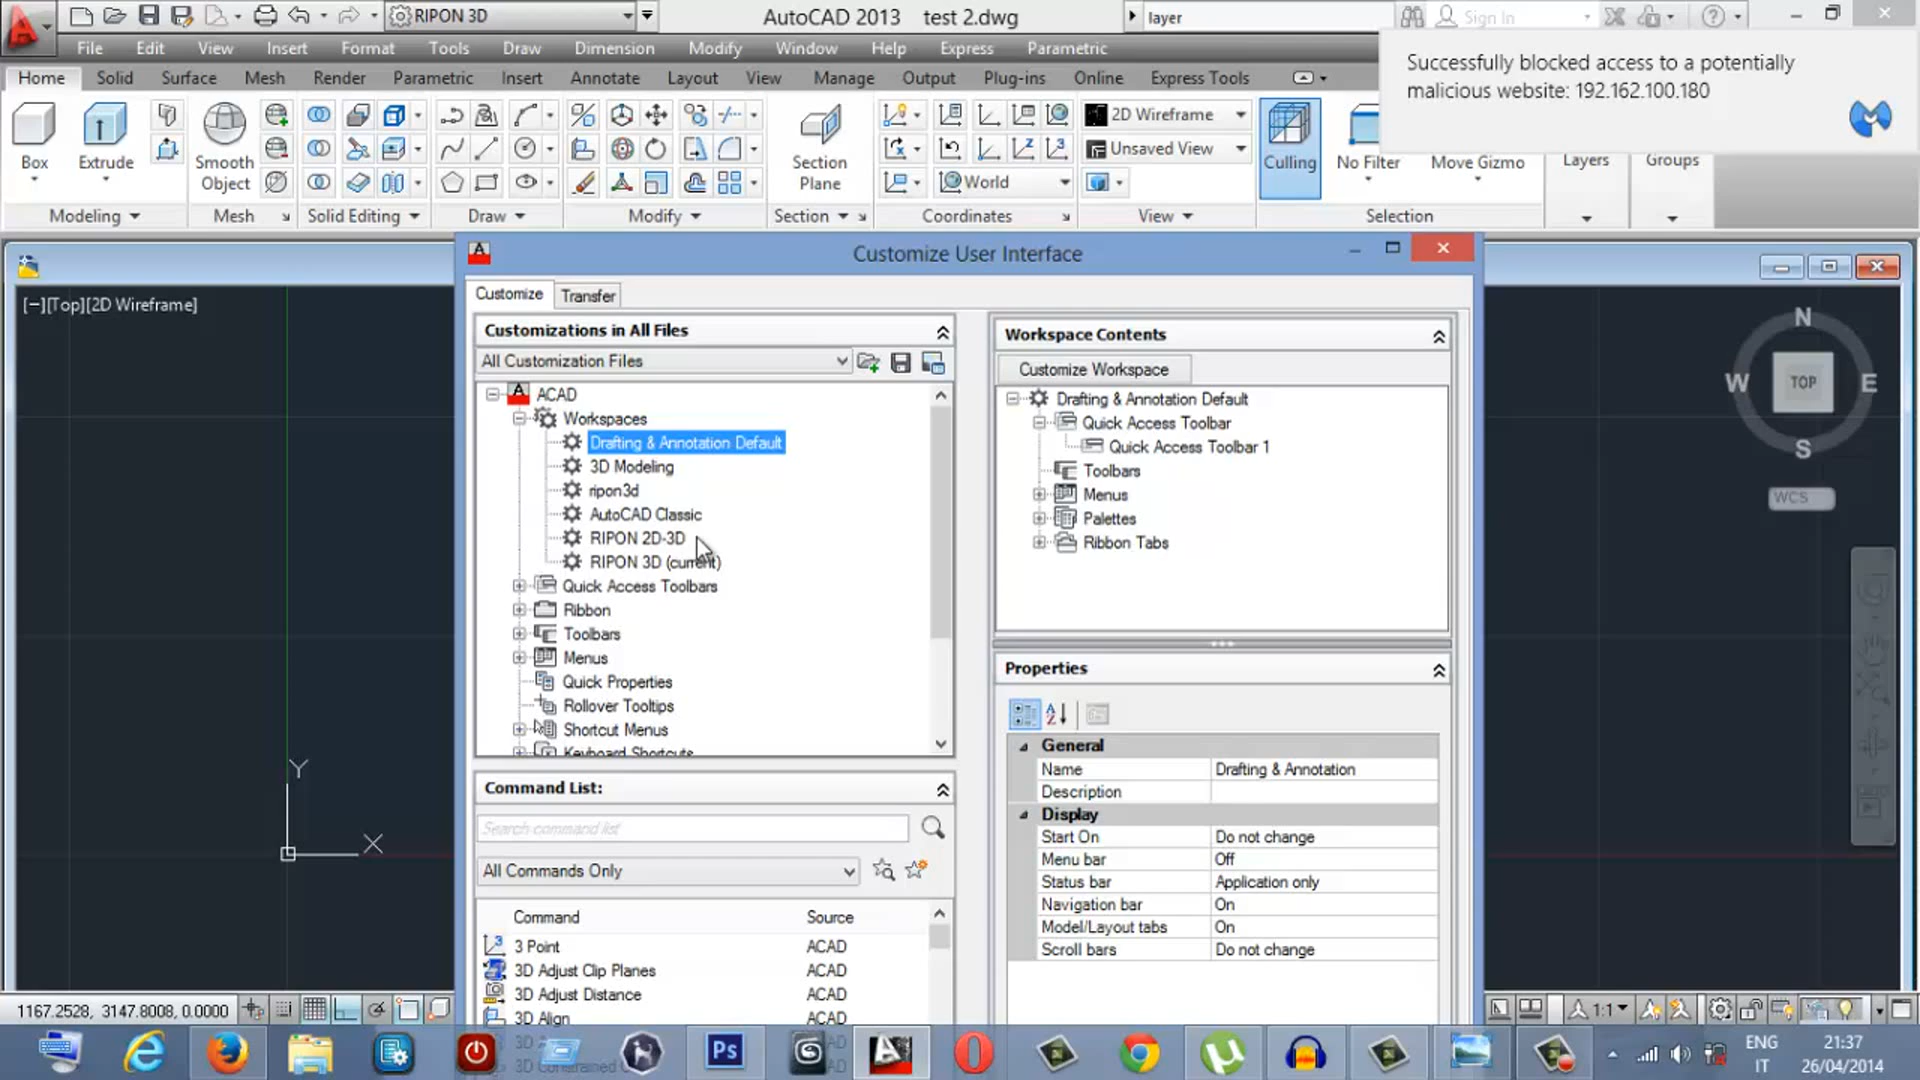 RIPON 3D
AutoCAD 2013 test 2.dwg
layer
Sign In
File Edit View Insert Format Tools Draw Dimension Modify Window Help Express Parametric
Home Solid Surface Mesh Render Parametric Insert Annotate Layout View Manage Output Plug-ins Online Express Tools
Successfully blocked access to a potentially
malicious website: 192.162.100.180
2D Wireframe
Unsaved View
World
Box
Extrude
Smooth
Object
Section
Plane
Culling
No Filter
Move Gizmo
Layers
Groups
Modeling
Mesh
Solid Editing
Draw
Modify
Section
Coordinates
View
Selection
Customize User Interface
[−][Top][2D Wireframe]
Customize
Transfer
Customizations in All Files
All Customization Files
ACAD
Workspaces
Drafting & Annotation Default
3D Modeling
ripon3d
AutoCAD Classic
RIPON 2D-3D
RIPON 3D (current)
Quick Access Toolbars
Ribbon
Toolbars
Menus
Quick Properties
Rollover Tooltips
Shortcut Menus
Keyboard Shortcuts
Command List:
Search command list
All Commands Only
Command Source
3 Point ACAD
3D Adjust Clip Planes ACAD
3D Adjust Distance ACAD
3D Align ACAD
Workspace Contents
Customize Workspace
Drafting & Annotation Default
Quick Access Toolbar
Quick Access Toolbar 1
Toolbars
Menus
Palettes
Ribbon Tabs
Properties
General
Name Drafting & Annotation
Description
Display
Start On Do not change
Menu bar Off
Status bar Application only
Navigation bar On
Model/Layout tabs On
Scroll bars Do not change
N
W TOP E
S
WCS
Y
X
1167.2528, 3147.8008, 0.0000
1:1
Ps
ENG
IT
21:37
26/04/2014